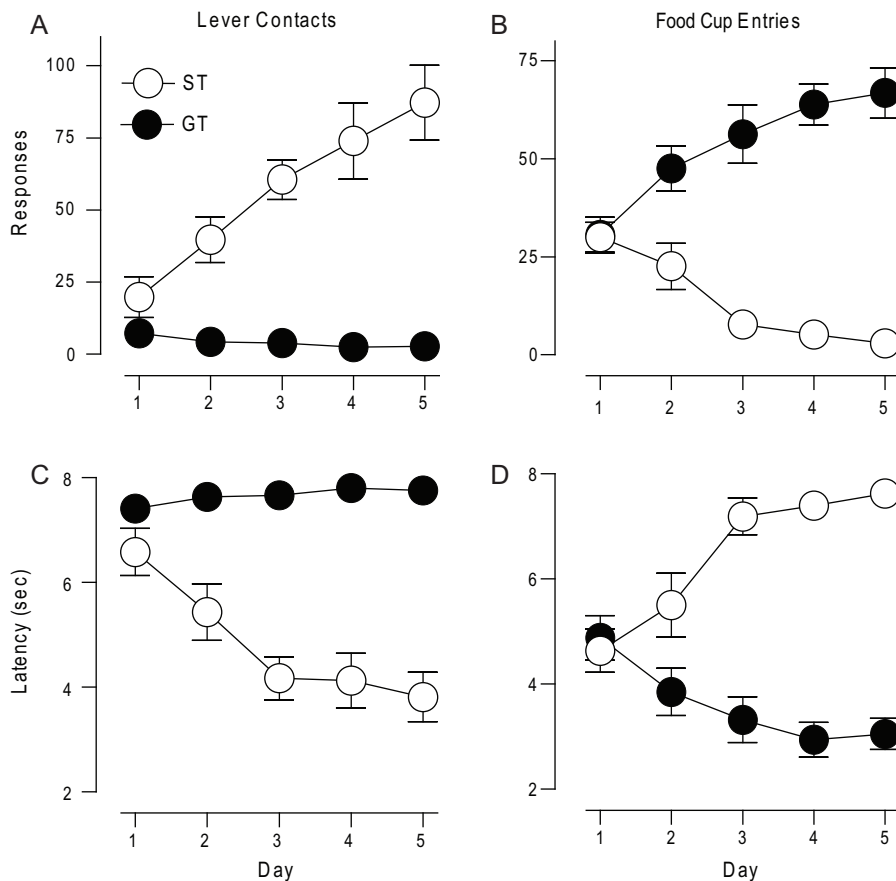 A
Lever Contacts
Responses
100
75
50
25
0
ST
GT
1 2 3 4 5
B
Food Cup Entries
75
50
25
0
1 2 3 4 5
C
Latency (sec)
8
6
4
2
1 2 3 4 5
Day
D
8
6
4
2
1 2 3 4 5
Day